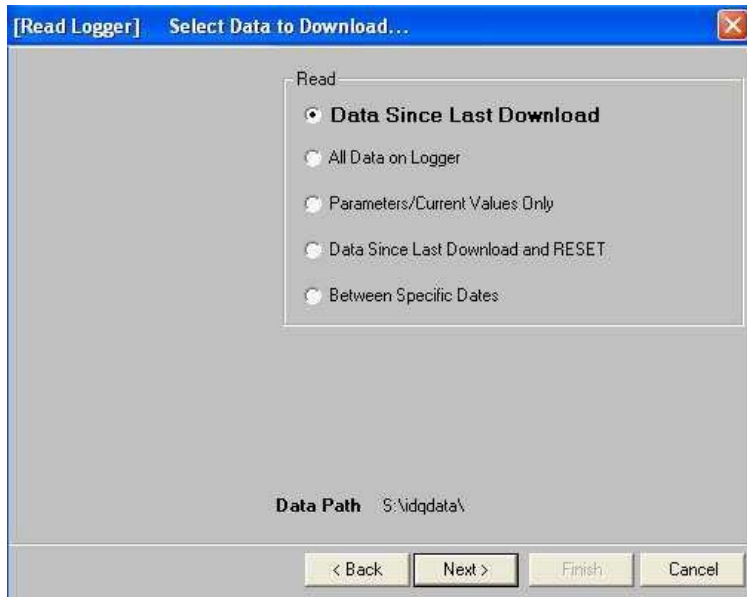 [Read Logger] Select Data to Download...
Read
Data Since Last Download
All Data on Logger
Parameters/Current Values Only
Data Since Last Download and RESET
Between Specific Dates
Data Path S:\idqdata\
< Back Next > Finish Cancel